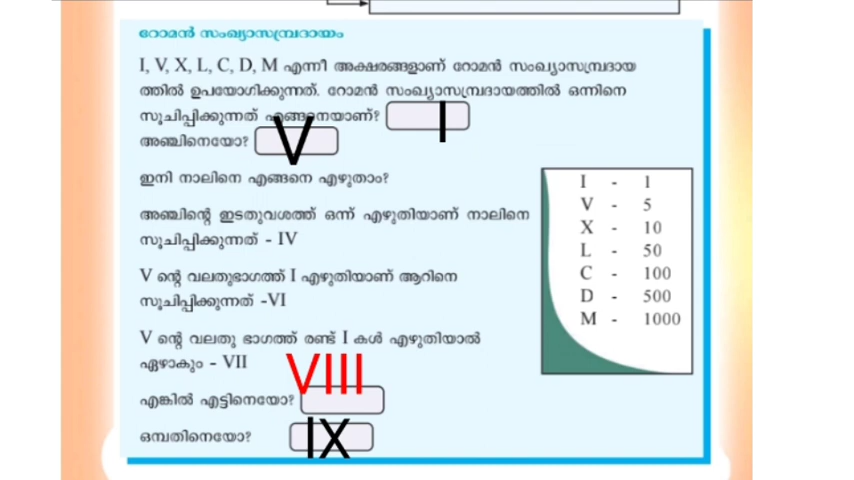 റോമൻ സംഖ്യാസമ്പ്രദായം
I, V, X, L, C, D, M എന്നീ അക്ഷരങ്ങളാണ് റോമൻ സംഖ്യാസമ്പ്രദായ
ത്തിൽ ഉപയോഗിക്കുന്നത്. റോമൻ സംഖ്യാസമ്പ്രദായത്തിൽ ഒന്നിനെ
സൂചിപ്പിക്കുന്നത് എങ്ങനെയാണ്? I
അഞ്ചിനെയോ? V
ഇനി നാലിനെ എങ്ങനെ എഴുതാം?
അഞ്ചിന്റെ ഇടതുവശത്ത് ഒന്ന് എഴുതിയാണ് നാലിനെ
സൂചിപ്പിക്കുന്നത് - IV
V ന്റെ വലതുഭാഗത്ത് I എഴുതിയാണ് ആറിനെ
സൂചിപ്പിക്കുന്നത് -VI
V ന്റെ വലതു ഭാഗത്ത് രണ്ട് I കൾ എഴുതിയാൽ
ഏഴാകും - VII
എങ്കിൽ എട്ടിനെയോ? VIII
ഒമ്പതിനെയോ? IX
I - 1
V - 5
X - 10
L - 50
C - 100
D - 500
M - 1000